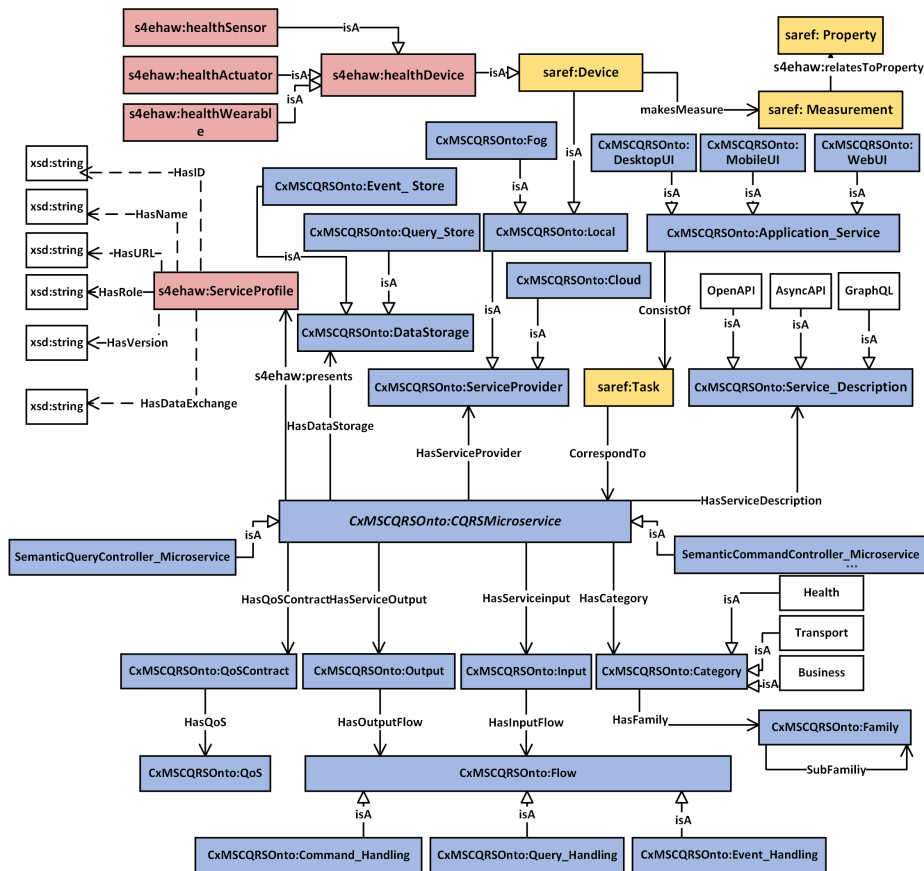 s4ehaw:healthSensor
isA
saref: Property
s4ehaw:healthActuator
isA
s4ehaw:healthDevice
isA
saref:Device
s4ehaw:relatesToProperty
isA
s4ehaw:healthWearabl
e
makesMeasure
saref: Measurement
CxMSCQRSOnto:Fog
CxMSCQRSOnto:
DesktopUI
CxMSCQRSOnto:
MobileUI
CxMSCQRSOnto:
WebUI
xsd:string
HasID
isA
CxMSCQRSOnto:Event_ Store
isA
isA
isA
isA
xsd:string
HasName
CxMSCQRSOnto:Query_Store
CxMSCQRSOnto:Local
CxMSCQRSOnto:Application_Service
xsd:string
HasURL
isA
isA
CxMSCQRSOnto:Cloud
OpenAPI
AsyncAPI
GraphQL
xsd:string
HasRole
s4ehaw:ServiceProfile
isA
isA
ConsistOf
isA
isA
isA
xsd:string
HasVersion
CxMSCQRSOnto:DataStorage
s4ehaw:presents
CxMSCQRSOnto:ServiceProvider
saref:Task
CxMSCQRSOnto:Service_Description
xsd:string
HasDataExchange
HasDataStorage
HasServiceProvider
CorrespondTo
HasServiceDescription
CxMSCQRSOnto:CQRSMicroservice
isA
isA
SemanticQueryController_Microservice
SemanticCommandController_Microservice
...
HasQoSContract
HasServiceOutput
HasServiceinput
HasCategory
isA
Health
Transport
isA
CxMSCQRSOnto:QoSContract
CxMSCQRSOnto:Output
CxMSCQRSOnto:Input
CxMSCQRSOnto:Category
isA
Business
HasQoS
HasOutputFlow
HasInputFlow
HasFamily
CxMSCQRSOnto:Family
CxMSCQRSOnto:QoS
CxMSCQRSOnto:Flow
SubFamiliy
isA
isA
isA
CxMSCQRSOnto:Command_Handling
CxMSCQRSOnto:Query_Handling
CxMSCQRSOnto:Event_Handling